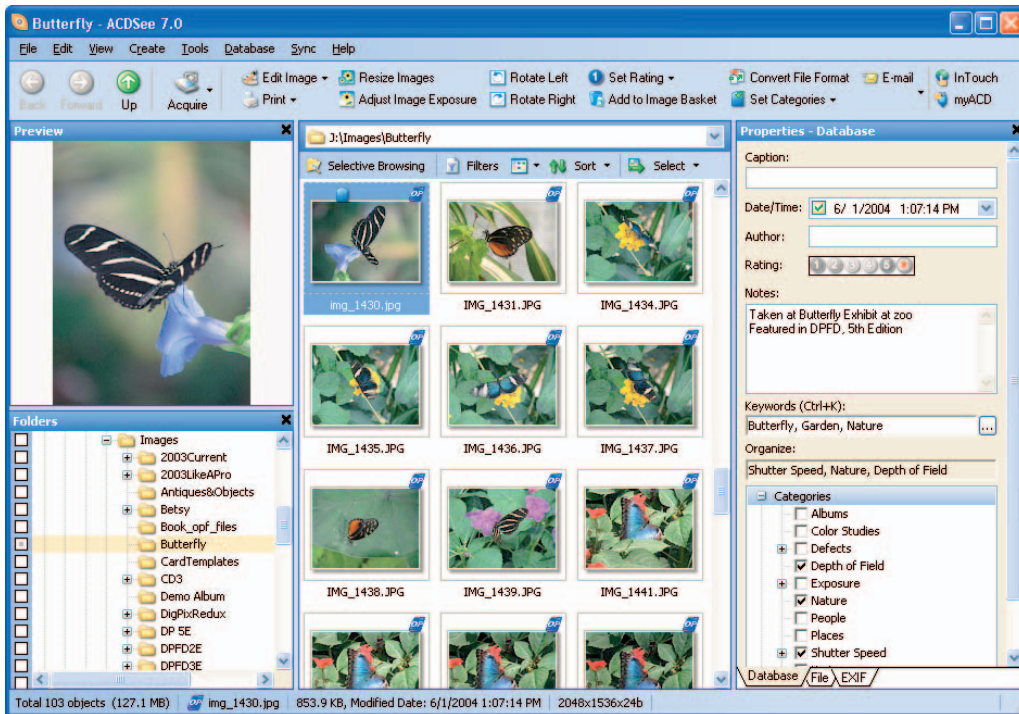 Butterfly - ACDSee 7.0
File Edit View Create Tools Database Sync Help
Back Forward Up Acquire
Edit Image Resize Images Rotate Left 1 Set Rating Convert File Format E-mail InTouch
Print Adjust Image Exposure Rotate Right Add to Image Basket Set Categories myACD
Preview
Folders
Images
2003Current
2003LikeAPro
Antiques&Objects
Betsy
Book_opf_files
Butterfly
CardTemplates
CD3
Demo Album
DigPixRedux
DP 5E
DPFD2E
DPFD3E
J:\Images\Butterfly
Selective Browsing Filters Sort Select
img_1430.jpg IMG_1431.JPG IMG_1434.JPG
IMG_1435.JPG IMG_1436.JPG IMG_1437.JPG
IMG_1438.JPG IMG_1439.JPG IMG_1441.JPG
Properties - Database
Caption:
Date/Time: 6/ 1/2004 1:07:14 PM
Author:
Rating: 1 2 3 4 5
Notes:
Taken at Butterfly Exhibit at zoo
Featured in DPFD, 5th Edition
Keywords (Ctrl+K):
Butterfly, Garden, Nature ...
Organize:
Shutter Speed, Nature, Depth of Field
Categories
Albums
Color Studies
Defects
Depth of Field
Exposure
Nature
People
Places
Shutter Speed
Database File EXIF
Total 103 objects (127.1 MB) img_1430.jpg 853.9 KB, Modified Date: 6/1/2004 1:07:14 PM 2048x1536x24b